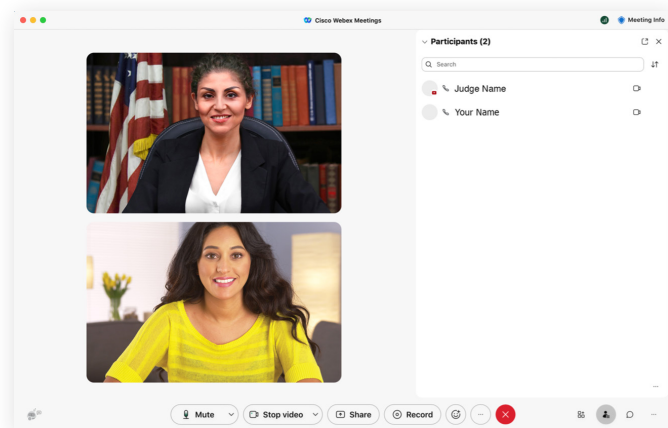 Cisco Webex Meetings
Meeting Info
Participants (2)
Search
Judge Name
Your Name
Mute
Stop video
Share
Record